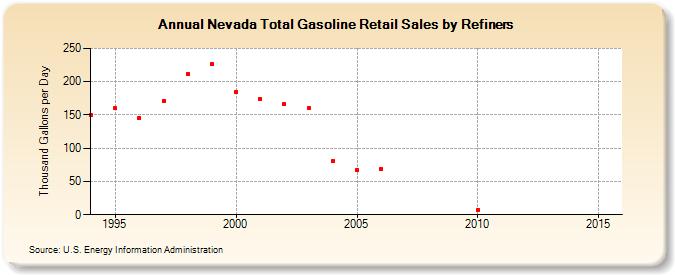 Annual Nevada Total Gasoline Retail Sales by Refiners
Thousand Gallons per Day
250
200
150
100
50
0
1995 2000 2005 2010 2015
Source: U.S. Energy Information Administration